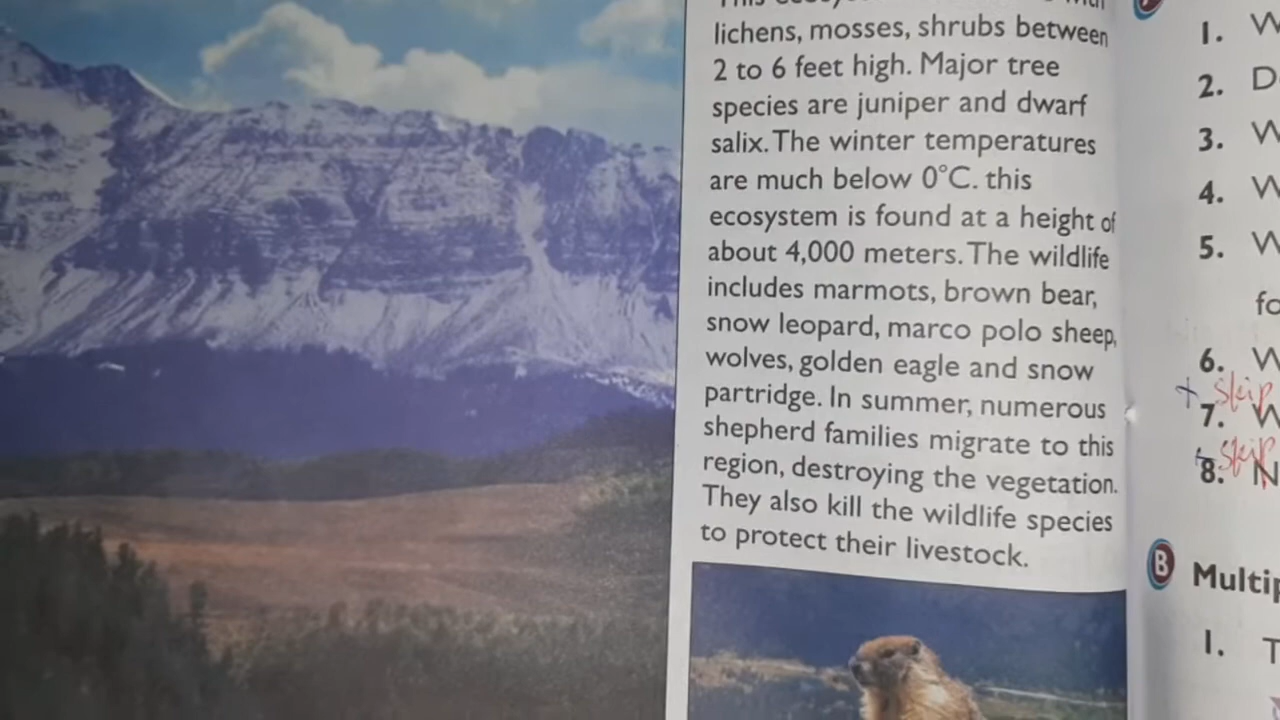 lichens, mosses, shrubs between
2 to 6 feet high. Major tree
species are juniper and dwarf
salix. The winter temperatures
are much below 0°C. this
ecosystem is found at a height of
about 4,000 meters. The wildlife
includes marmots, brown bear,
snow leopard, marco polo sheep,
wolves, golden eagle and snow
partridge. In summer, numerous
shepherd families migrate to this
region, destroying the vegetation.
They also kill the wildlife species
to protect their livestock.
1.
2.
3.
4.
5.
6.
+ skip
7.
skip
8. N
B
1. T